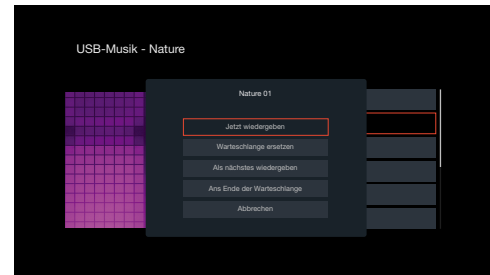 USB-Musik - Nature
Nature 01
Jetzt wiedergeben
Warteschlange ersetzen
Als nächstes wiedergeben
Ans Ende der Warteschlange
Abbrechen